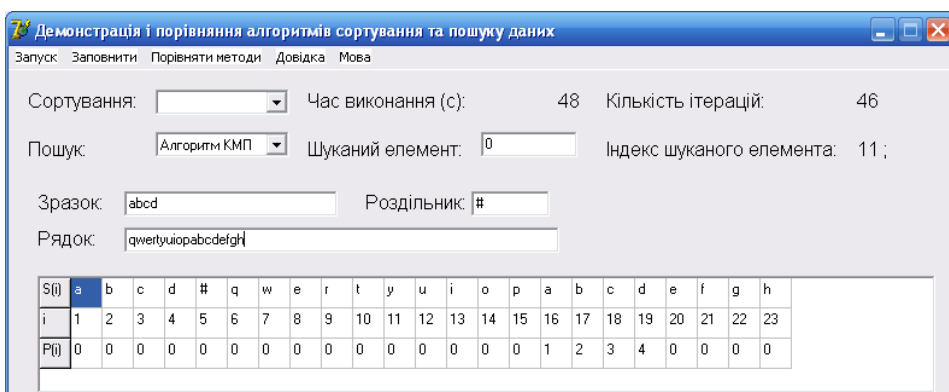 Демонстрація і порівняння алгоритмів сортування та пошуку даних
Запуск Заповнити Порівняти методи Довідка Мова
Сортування: Час виконання (с): 48 Кількість ітерацій: 46
Пошук: Алгоритм КМП Шуканий елемент: 0 Індекс шуканого елемента: 11 ;
Зразок: abcd Роздільник: #
Рядок: qwertyuiopabcdefgh
S(i) a b c d # q w e r t y u i o p a b c d e f g h
i 1 2 3 4 5 6 7 8 9 10 11 12 13 14 15 16 17 18 19 20 21 22 23
P(i) 0 0 0 0 0 0 0 0 0 0 0 0 0 0 0 1 2 3 4 0 0 0 0